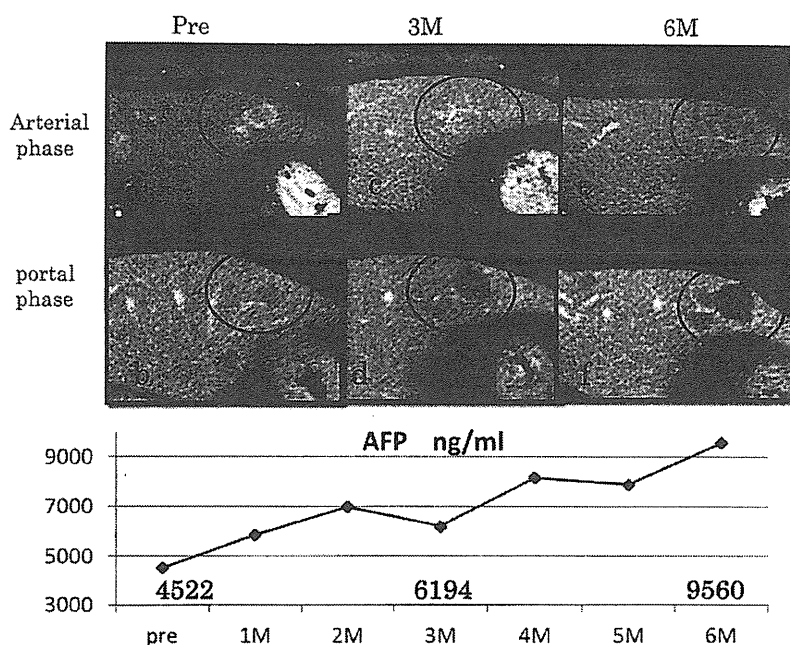 Pre 3M 6M
Arterial
phase
c
e
portal
phase
b
d
f
AFP ng/ml
9000
7000
5000
3000
4522 6194 9560
pre 1M 2M 3M 4M 5M 6M